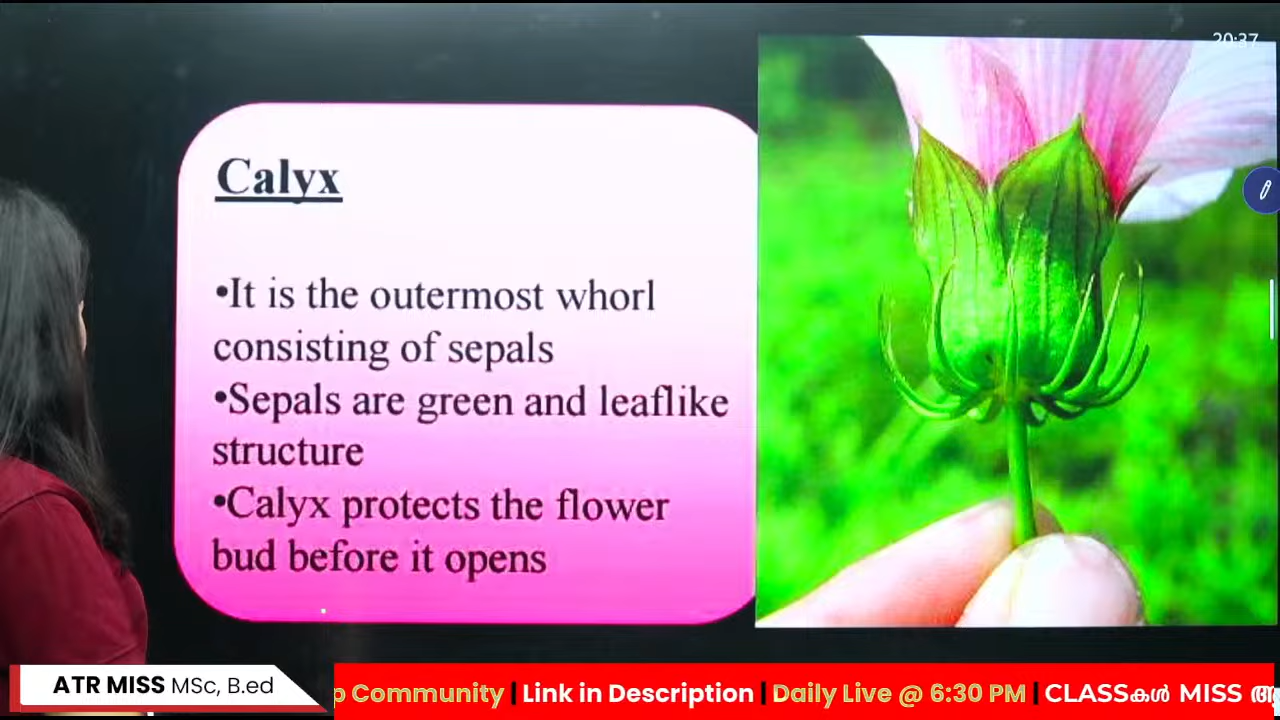 20:37
Calyx
•It is the outermost whorl
consisting of sepals
•Sepals are green and leaflike
structure
•Calyx protects the flower
bud before it opens
ATR MISS MSc, B.ed
Community | Link in Description | Daily Live @ 6:30 PM | CLASSകൾ MISS